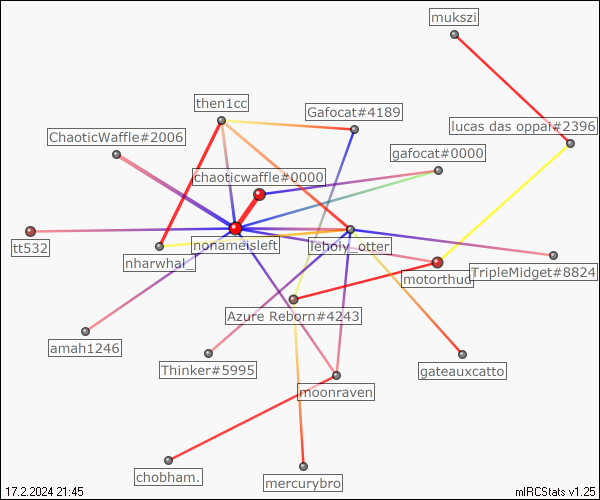 mukszi
then1cc
Gafocat#4189
lucas das oppai#2396
ChaoticWaffle#2006
gafocat#0000
chaoticwaffle#0000
tt532
nonameisleft
leholy_otter
nharwhal_
motorthud
TripleMidget#8824
Azure Reborn#4243
amah1246
Thinker#5995
gateauxcatto
moonraven
chobham.
mercurybro
17.2.2024 21:45
mIRCStats v1.25